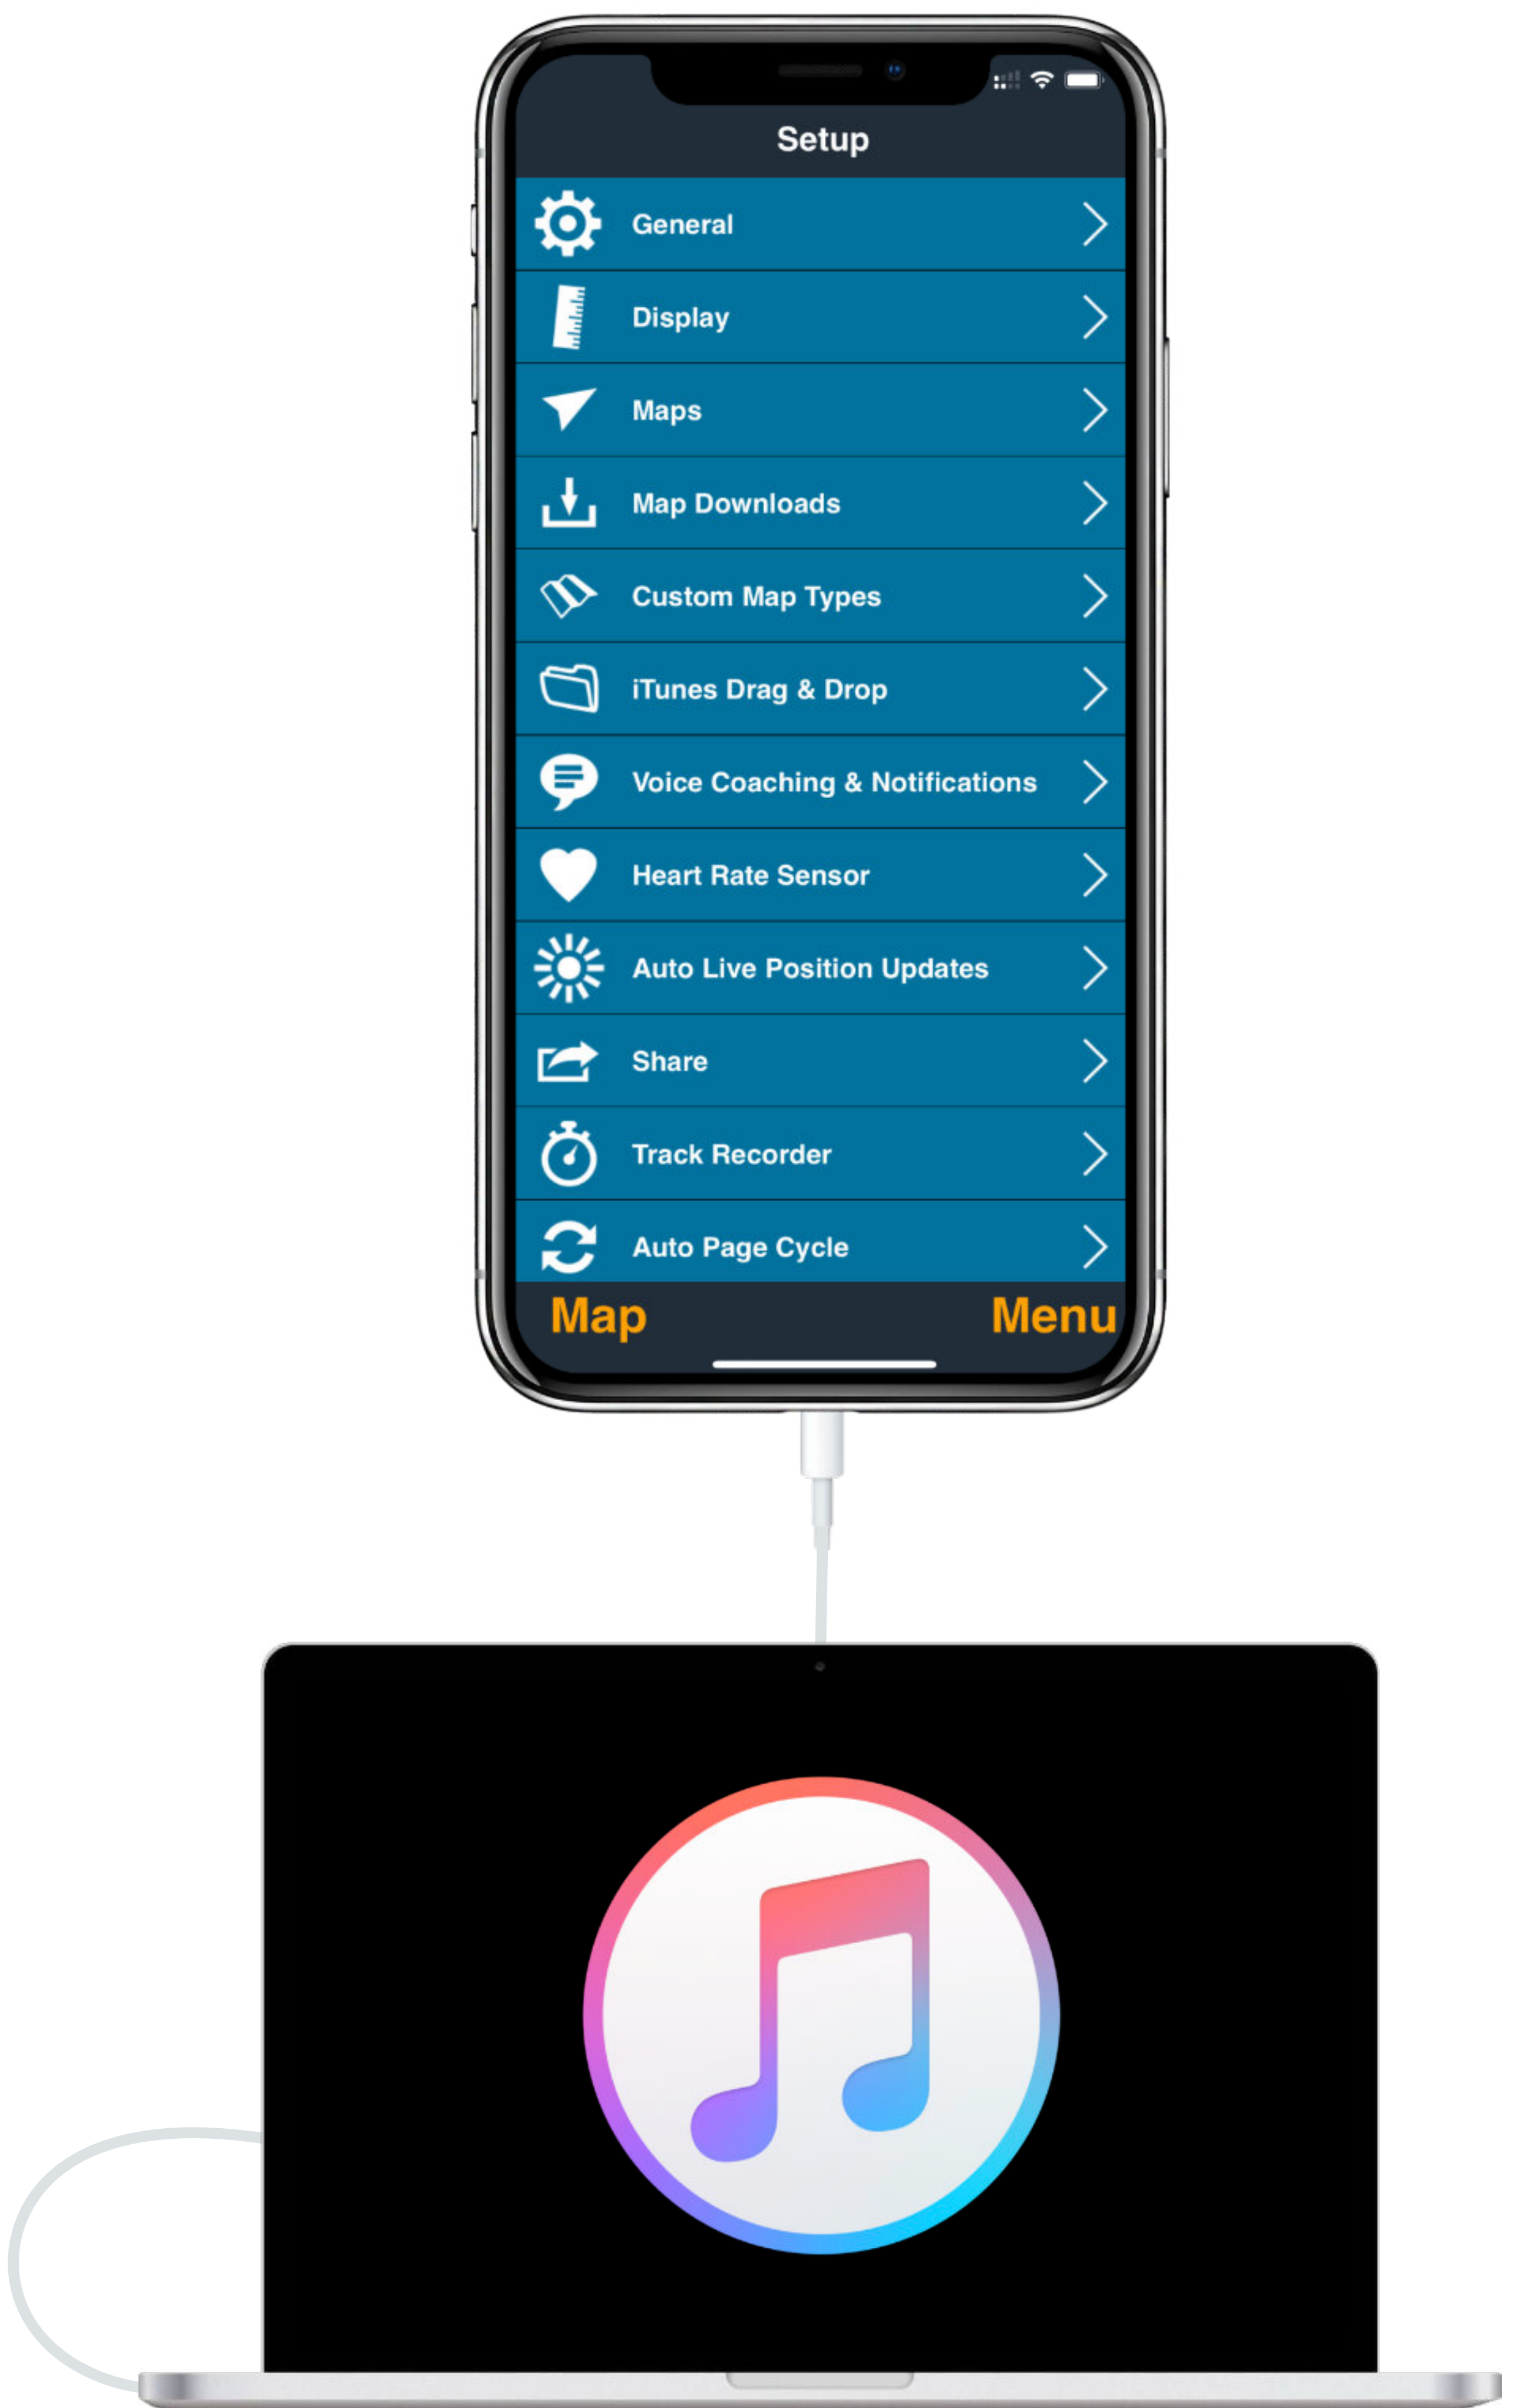 Setup
General
Display
Maps
Map Downloads
Custom Map Types
iTunes Drag & Drop
Voice Coaching & Notifications
Heart Rate Sensor
Auto Live Position Updates
Share
Track Recorder
Auto Page Cycle
Map Menu